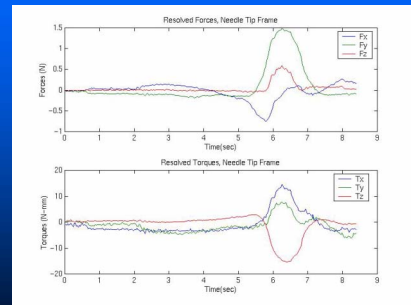 Resolved Forces, Needle Tip Frame
1.5
1
0.5
0
−0.5
−1
Forces (N)
Fx
Fy
Fz
0 1 2 3 4 5 6 7 8 9
Time(sec)
Resolved Torques, Needle Tip Frame
20
10
0
−10
−20
Torques (N-mm)
Tx
Ty
Tz
0 1 2 3 4 5 6 7 8 9
Time(sec)